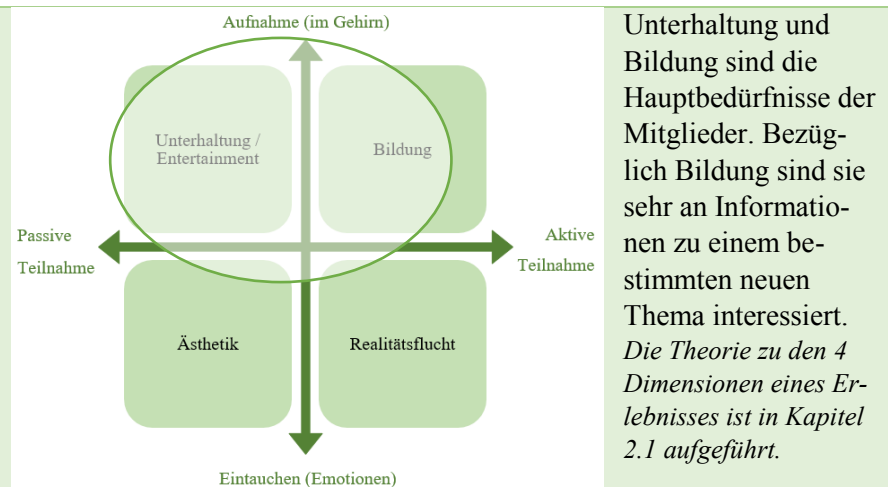 Aufnahme (im Gehirn)
Unterhaltung /
Entertainment
Bildung
Passive
Teilnahme
Aktive
Teilnahme
Ästhetik
Realitätsflucht
Eintauchen (Emotionen)
Unterhaltung und
Bildung sind die
Hauptbedürfnisse der
Mitglieder. Bezüg-
lich Bildung sind sie
sehr an Informatio-
nen zu einem be-
stimmten neuen
Thema interessiert.
Die Theorie zu den 4
Dimensionen eines Er-
lebnisses ist in Kapitel
2.1 aufgeführt.